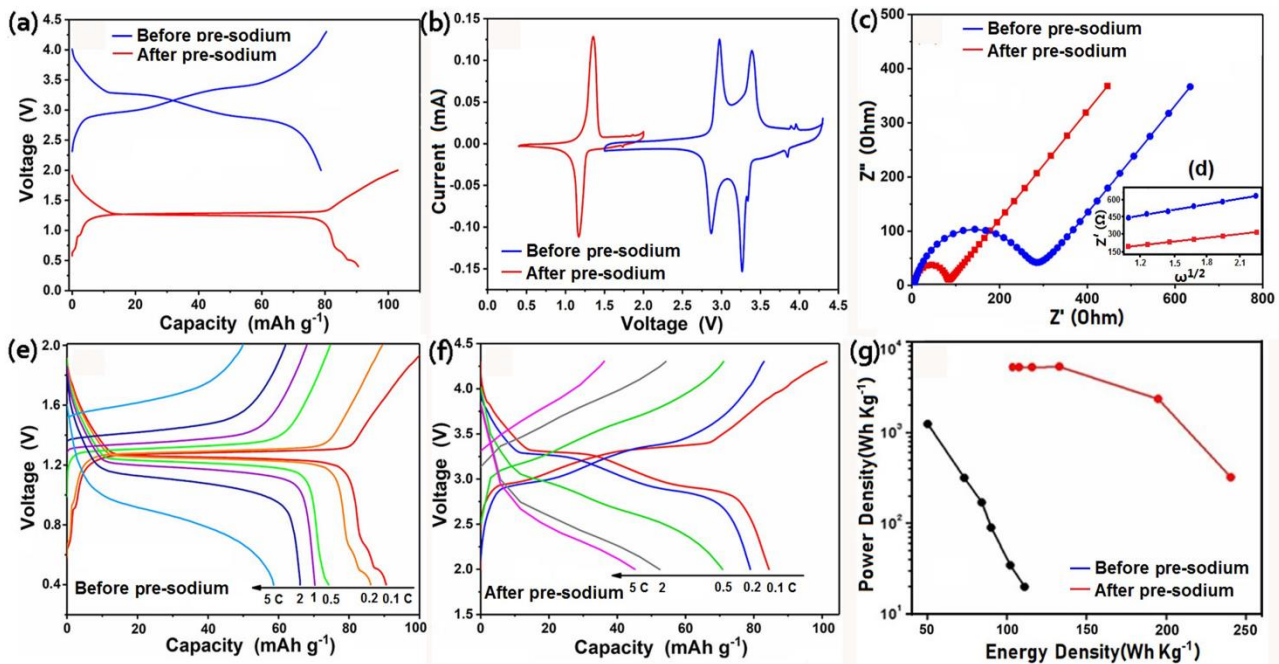 (a)
4.5
4.0
3.5
3.0
2.5
2.0
1.5
1.0
0.5
0.0
Voltage (V)
Before pre-sodium
After pre-sodium
0 20 40 60 80 100
Capacity (mAh g-1)
(b)
0.15
0.10
0.05
0.00
-0.05
-0.10
-0.15
Current (mA)
Before pre-sodium
After pre-sodium
0.0 0.5 1.0 1.5 2.0 2.5 3.0 3.5 4.0 4.5
Voltage (V)
(c)
500
400
300
200
100
0
Z" (Ohm)
Before pre-sodium
After pre-sodium
200 400 600 800
Z' (Ohm)
(d)
600
450
300
150
Z' (Ω)
1.2 1.5 1.8 2.1
ω1/2
(e)
2.0
1.6
1.2
0.8
0.4
Voltage (V)
Before pre-sodium
5 C 2 1 0.5 0.2 0.1 C
0 20 40 60 80 100
Capacity (mAh g-1)
(f)
4.5
4.0
3.5
3.0
2.5
2.0
1.5
Voltage (V)
After pre-sodium
5 C 2 0.5 0.2 0.1 C
0 20 40 60 80 100
Capacity (mAh g-1)
(g)
10⁴
10³
10²
10¹
Power Density(Wh Kg-1)
Before pre-sodium
After pre-sodium
50 100 150 200 250
Energy Density(Wh Kg-1)